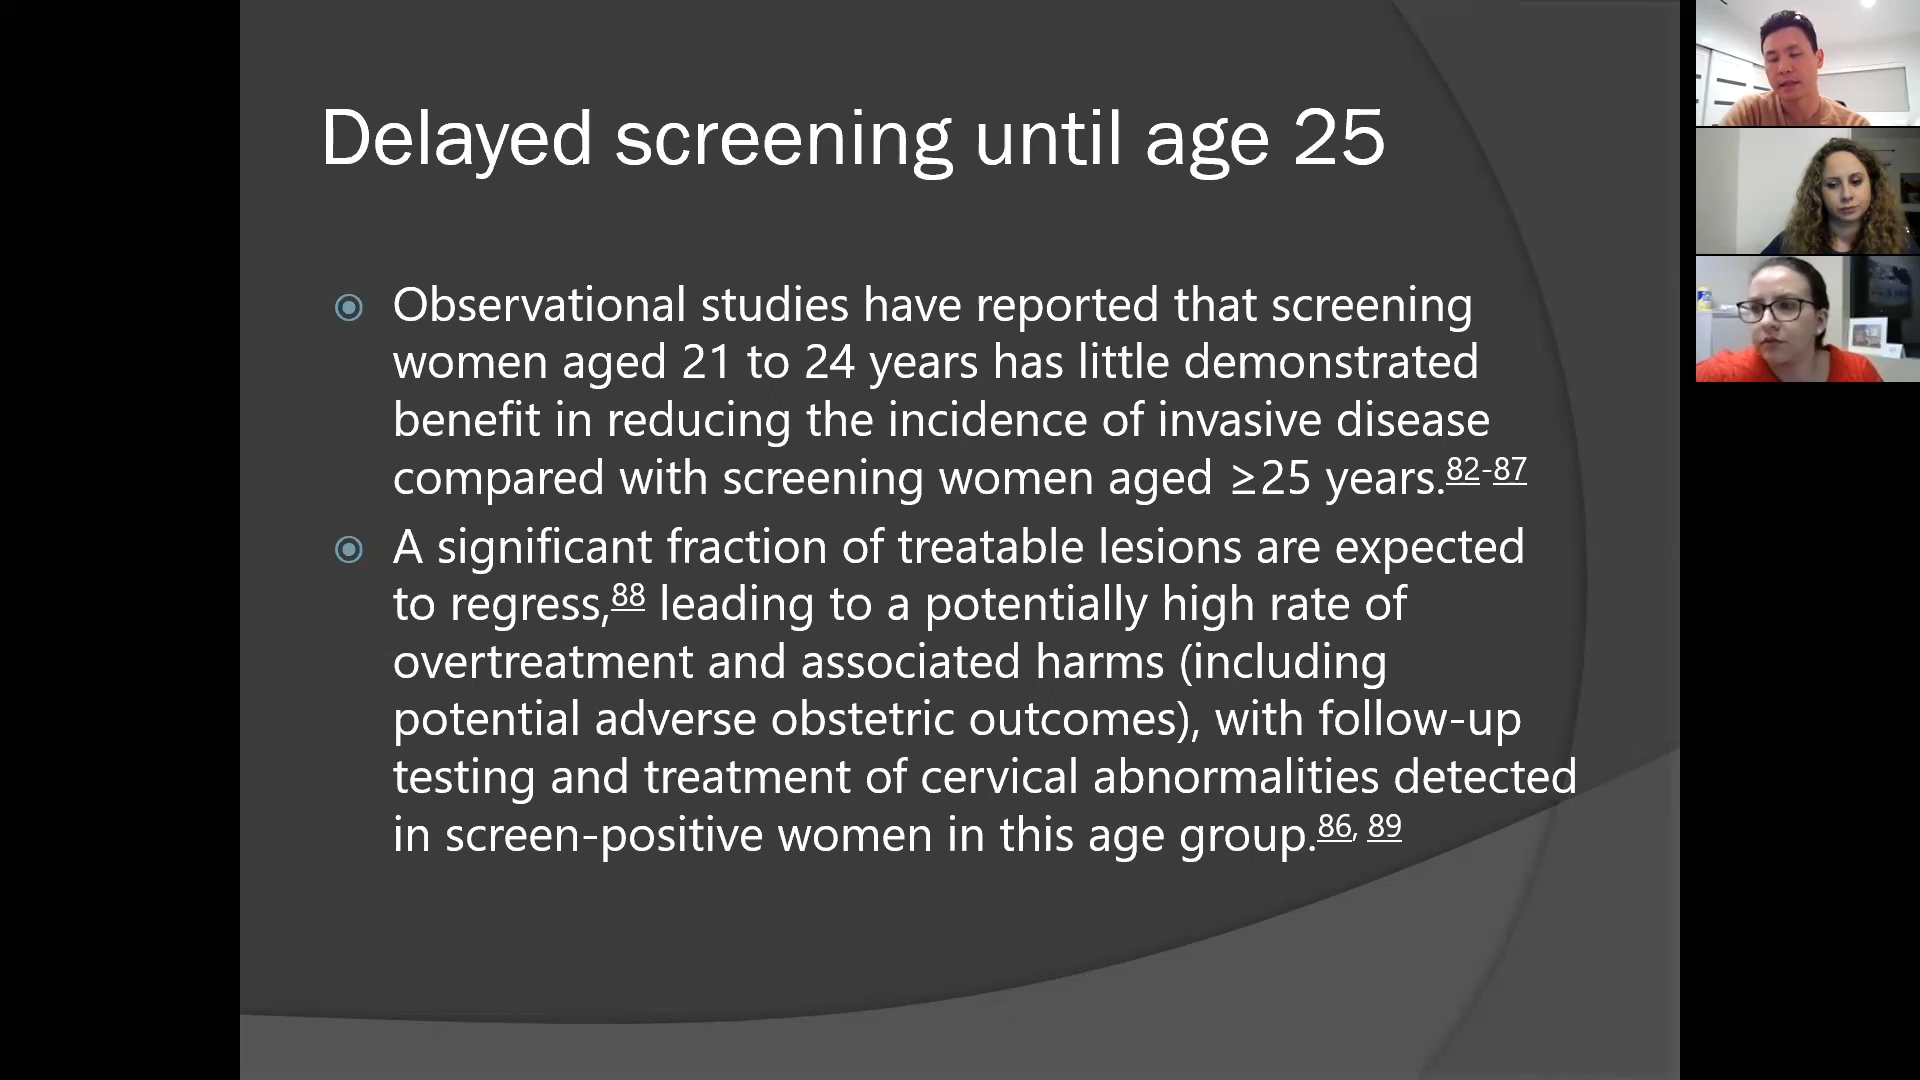 Delayed screening until age 25
Observational studies have reported that screening
women aged 21 to 24 years has little demonstrated
benefit in reducing the incidence of invasive disease
compared with screening women aged ≥25 years.82-87
A significant fraction of treatable lesions are expected
to regress,88 leading to a potentially high rate of
overtreatment and associated harms (including
potential adverse obstetric outcomes), with follow-up
testing and treatment of cervical abnormalities detected
in screen-positive women in this age group.86, 89